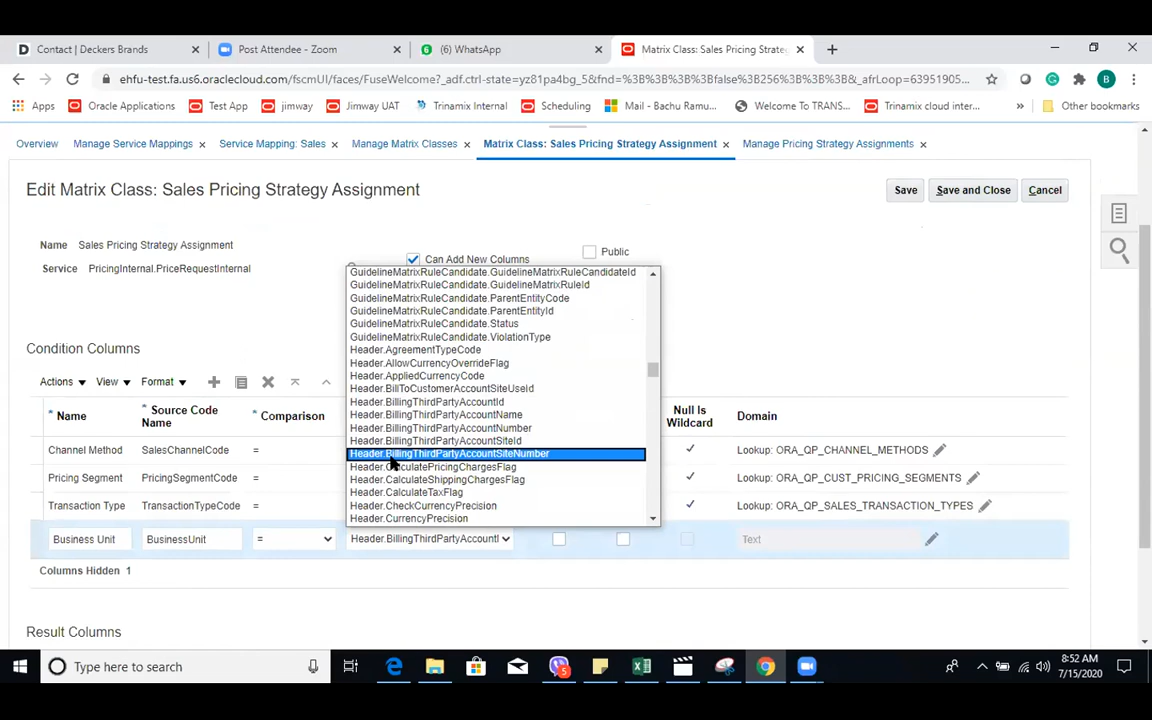 Contact | Deckers Brands
Post Attendee - Zoom
(6) WhatsApp
Matrix Class: Sales Pricing Strate
ehfu-test.fa.us6.oraclecloud.com/fscmUI/faces/FuseWelcome?_adf.ctrl-state=yz81pa4bg_5&fnd=%3B%3B%3B%3Bfalse%3B256%3B%3B%3B&_afrLoop=63951905...
Apps
Oracle Applications
Test App
jimway
Jimway UAT
Trinamix Internal
Scheduling
Mail - Bachu Ramu...
Welcome To TRANS...
Trinamix cloud inter...
Other bookmarks
Overview
Manage Service Mappings
Service Mapping: Sales
Manage Matrix Classes
Matrix Class: Sales Pricing Strategy Assignment
Manage Pricing Strategy Assignments
Edit Matrix Class: Sales Pricing Strategy Assignment
Save
Save and Close
Cancel
Name Sales Pricing Strategy Assignment
Service PricingInternal.PriceRequestInternal
Can Add New Columns
Public
GuidelineMatrixRuleCandidate.GuidelineMatrixRuleCandidateId
GuidelineMatrixRuleCandidate.GuidelineMatrixRuleId
GuidelineMatrixRuleCandidate.ParentEntityCode
GuidelineMatrixRuleCandidate.ParentEntityId
GuidelineMatrixRuleCandidate.Status
GuidelineMatrixRuleCandidate.ViolationType
Header.AgreementTypeCode
Header.AllowCurrencyOverrideFlag
Header.AppliedCurrencyCode
Header.BillToCustomerAccountSiteUseId
Header.BillingThirdPartyAccountId
Header.BillingThirdPartyAccountName
Header.BillingThirdPartyAccountNumber
Header.BillingThirdPartyAccountSiteId
Header.BillingThirdPartyAccountSiteNumber
Header.CalculatePricingChargesFlag
Header.CalculateShippingChargesFlag
Header.CalculateTaxFlag
Header.CheckCurrencyPrecision
Header.CurrencyPrecision
Condition Columns
Actions
View
Format
* Name
* Source Code Name
* Comparison
Null Is Wildcard
Domain
Channel Method SalesChannelCode = Lookup: ORA_QP_CHANNEL_METHODS
Pricing Segment PricingSegmentCode = Lookup: ORA_QP_CUST_PRICING_SEGMENTS
Transaction Type TransactionTypeCode = Lookup: ORA_QP_SALES_TRANSACTION_TYPES
Business Unit BusinessUnit = Header.BillingThirdPartyAccountI Text
Columns Hidden 1
Result Columns
Type here to search
5
8:52 AM
7/15/2020